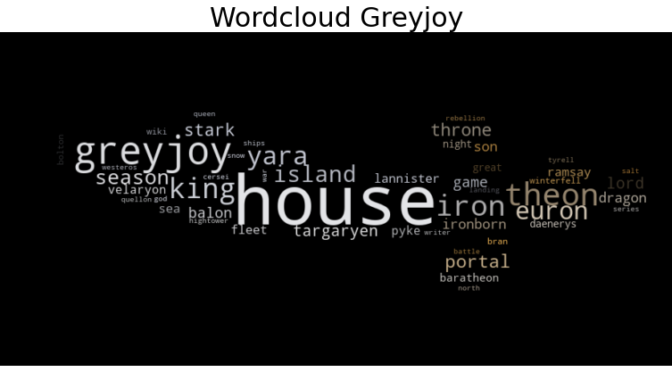 Wordcloud Greyjoy
queen
rebellion
wiki stark
throne
ships
night son
greyjoy
bolton
snow yara
tyrell
westeros
great
season
cersei
war
island
lannister
game
ramsay
salt
winterfell
velaryon
king
house
landing
theon
lord
quellon god
dragon
sea balon
iron
euron
series
hightower
fleet
targaryen
pyke
writer
ironborn
daenerys
bran
battle
portal
baratheon
north